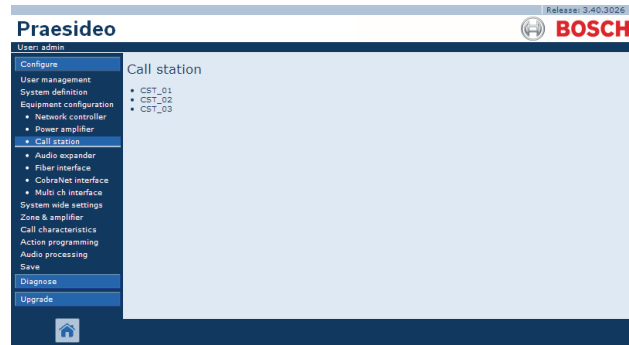 Release: 3.40.3026
Praesideo
BOSCH
User: admin
Configure
User management
System definition
Equipment configuration
• Network controller
• Power amplifier
• Call station
• Audio expander
• Fiber interface
• CobraNet interface
• Multi ch interface
System wide settings
Zone & amplifier
Call characteristics
Action programming
Audio processing
Save
Diagnose
Upgrade
Call station
• CST_01
• CST_02
• CST_03